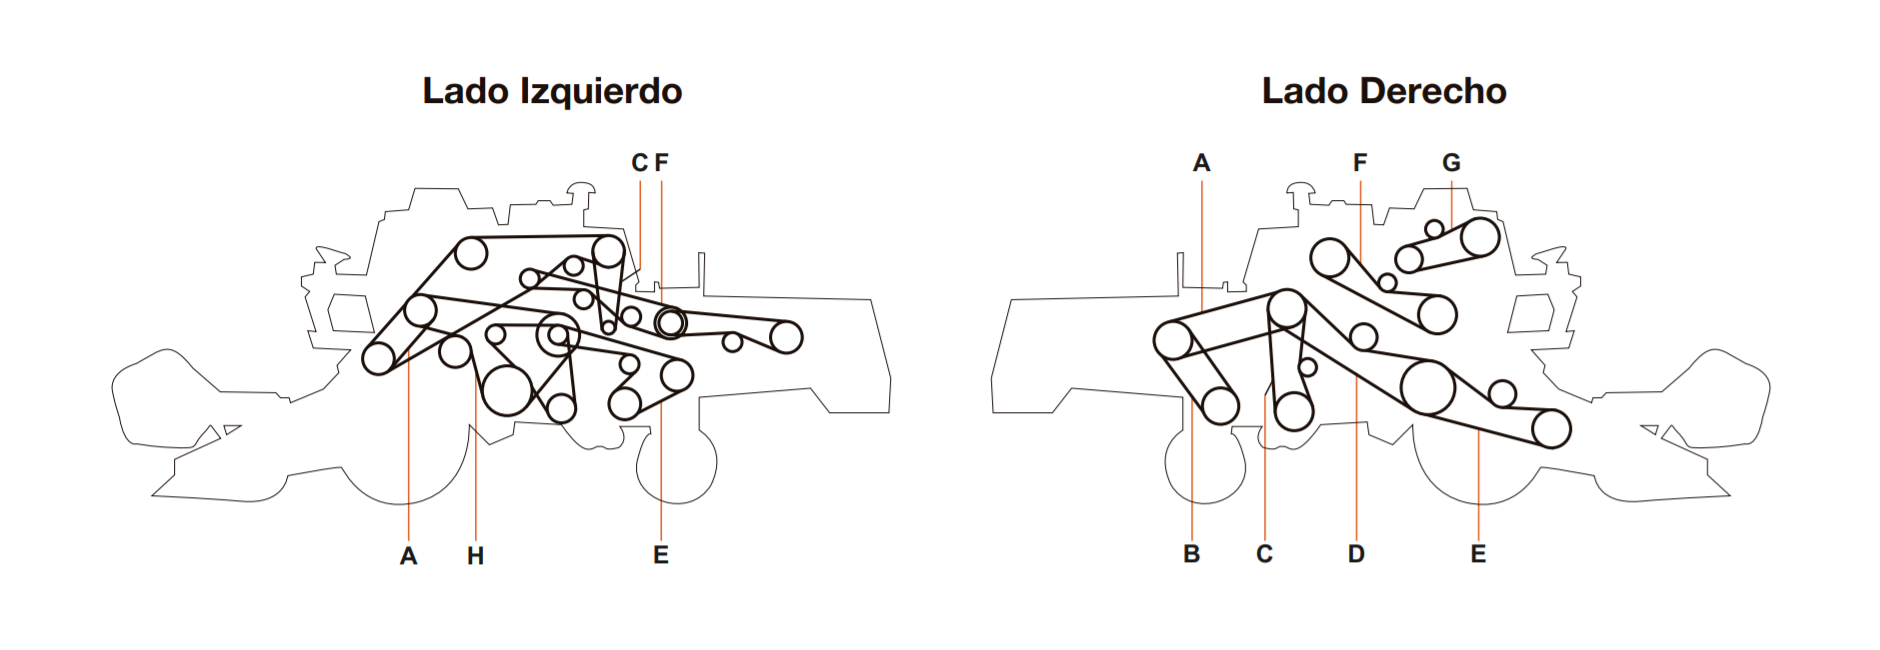 Lado Izquierdo
C F
A H E
Lado Derecho
A F G
B C D E